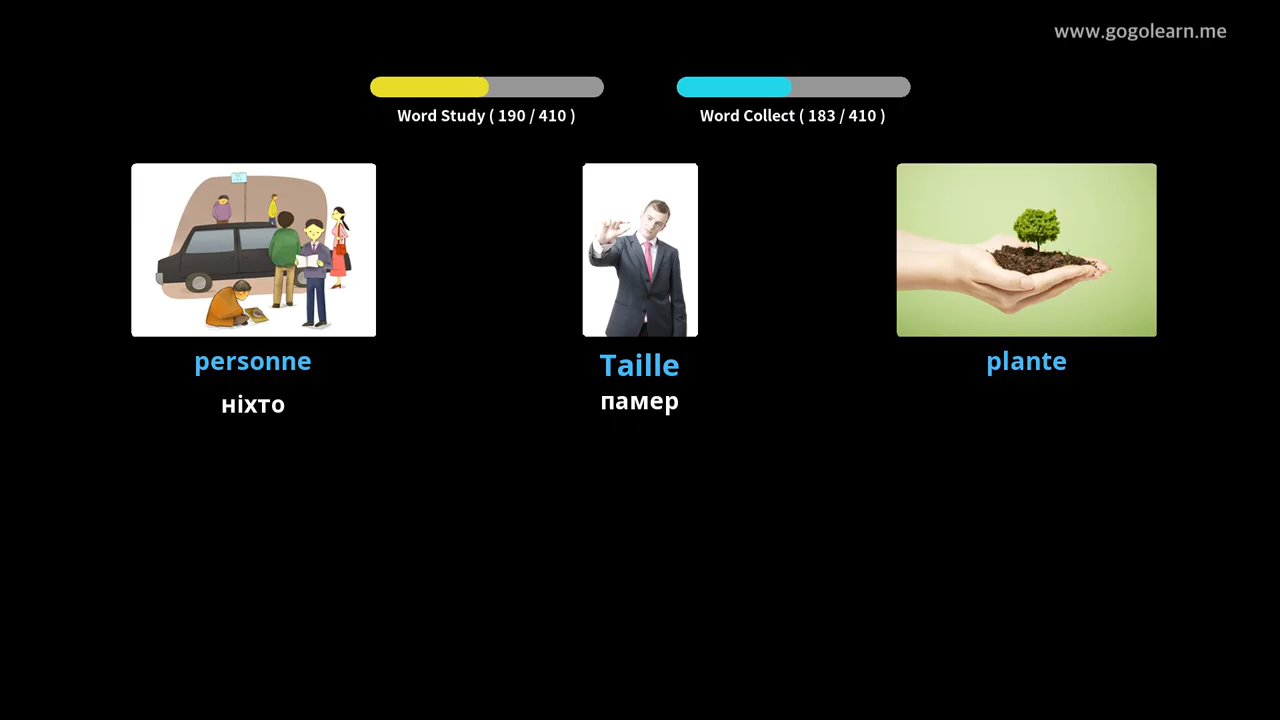 www.gogolearn.me
Word Study ( 190 / 410 )
Word Collect ( 183 / 410 )
personne
Taille
plante
ніхто
памер